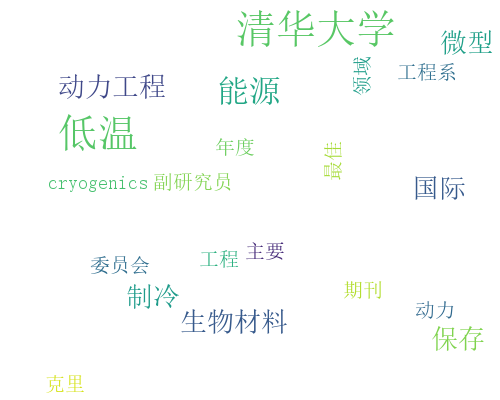 清华大学
微型
领域
工程系
动力工程
能源
低温
年度
最佳
cryogenics 副研究员
国际
主要
委员会
工程
制冷
期刊
动力
生物材料
保存
克里